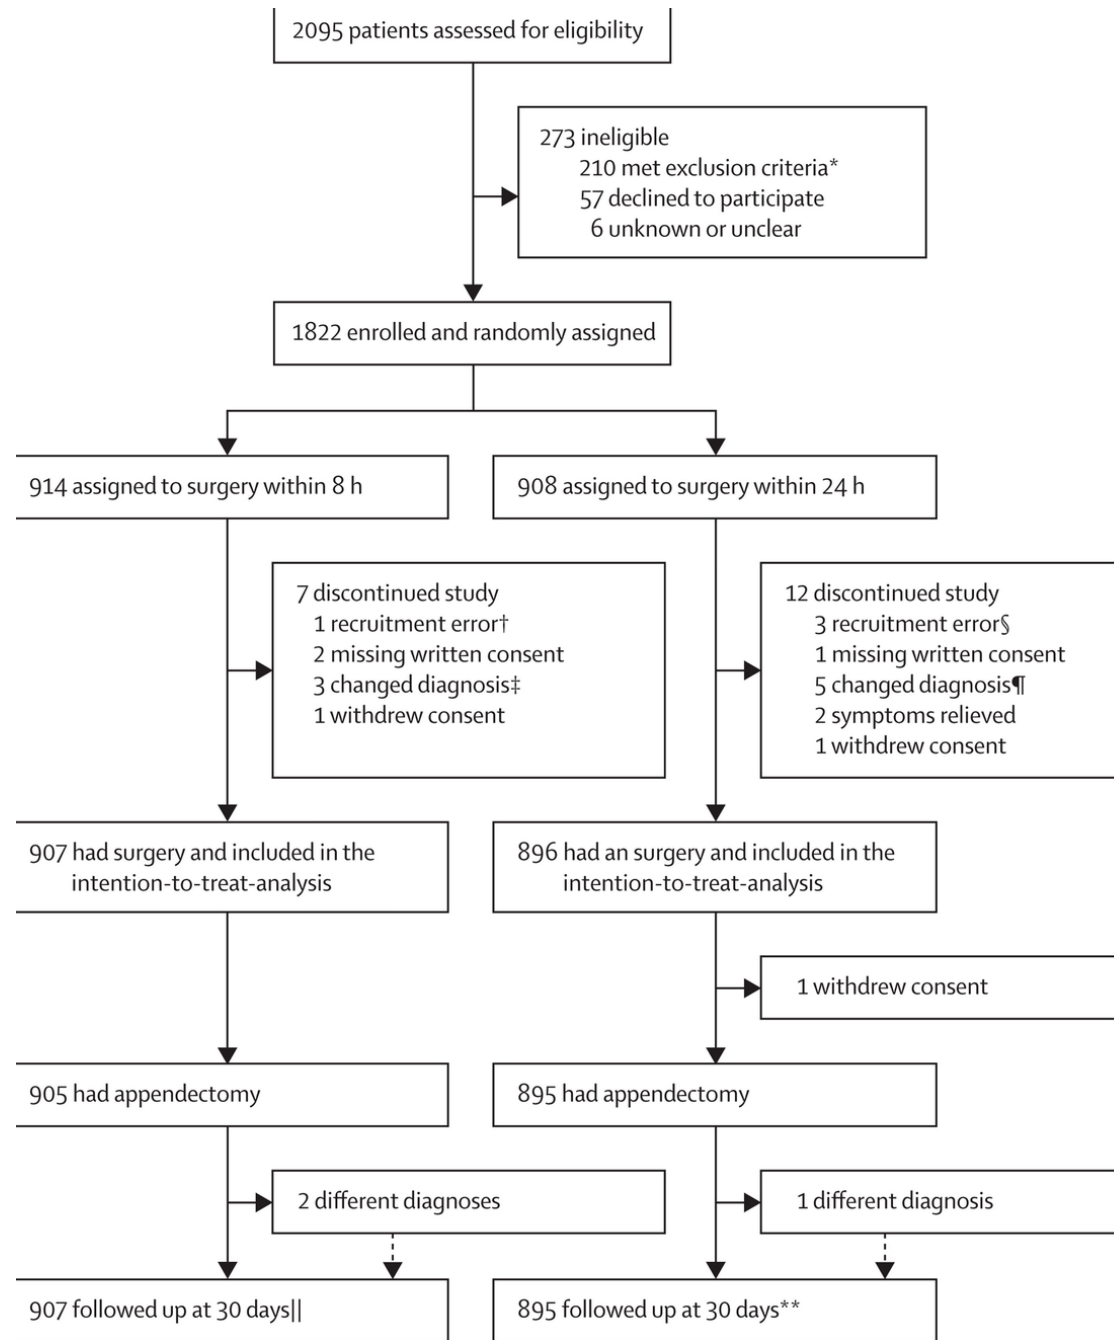 2095 patients assessed for eligibility
273 ineligible
210 met exclusion criteria*
57 declined to participate
6 unknown or unclear
1822 enrolled and randomly assigned
914 assigned to surgery within 8 h
908 assigned to surgery within 24 h
7 discontinued study
1 recruitment error†
2 missing written consent
3 changed diagnosis‡
1 withdrew consent
12 discontinued study
3 recruitment error§
1 missing written consent
5 changed diagnosis¶
2 symptoms relieved
1 withdrew consent
907 had surgery and included in the
intention-to-treat-analysis
896 had an surgery and included in the
intention-to-treat-analysis
1 withdrew consent
905 had appendectomy
895 had appendectomy
2 different diagnoses
1 different diagnosis
907 followed up at 30 days||
895 followed up at 30 days**